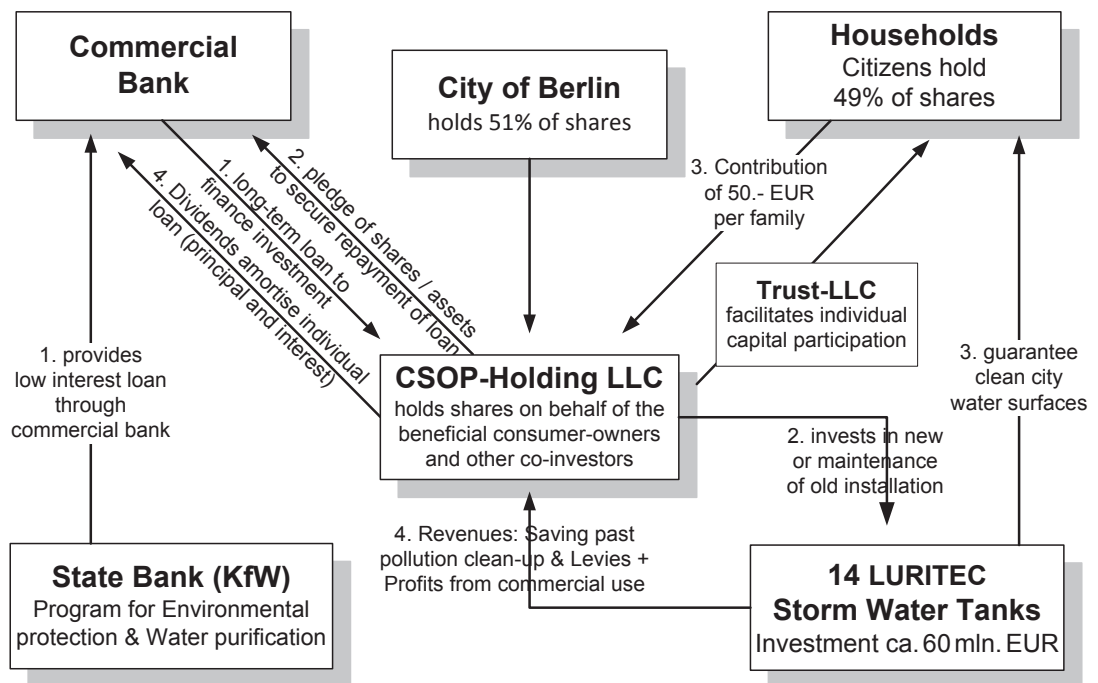 Commercial
Bank
City of Berlin
holds 51% of shares
Households
Citizens hold
49% of shares
1. long-term loan to
finance investment
2. pledge of shares / assets
to secure repayment of loan
4. Dividends amortise individual
loan (principal and interest)
3. Contribution
of 50.- EUR
per family
Trust-LLC
facilitates individual
capital participation
1. provides
low interest loan
through
commercial bank
CSOP-Holding LLC
holds shares on behalf of the
beneficial consumer-owners
and other co-investors
3. guarantee
clean city
water surfaces
2. invests in new
or maintenance
of old installation
4. Revenues: Saving past
pollution clean-up & Levies +
Profits from commercial use
State Bank (KfW)
Program for Environmental
protection & Water purification
14 LURITEC
Storm Water Tanks
Investment ca. 60 mln. EUR